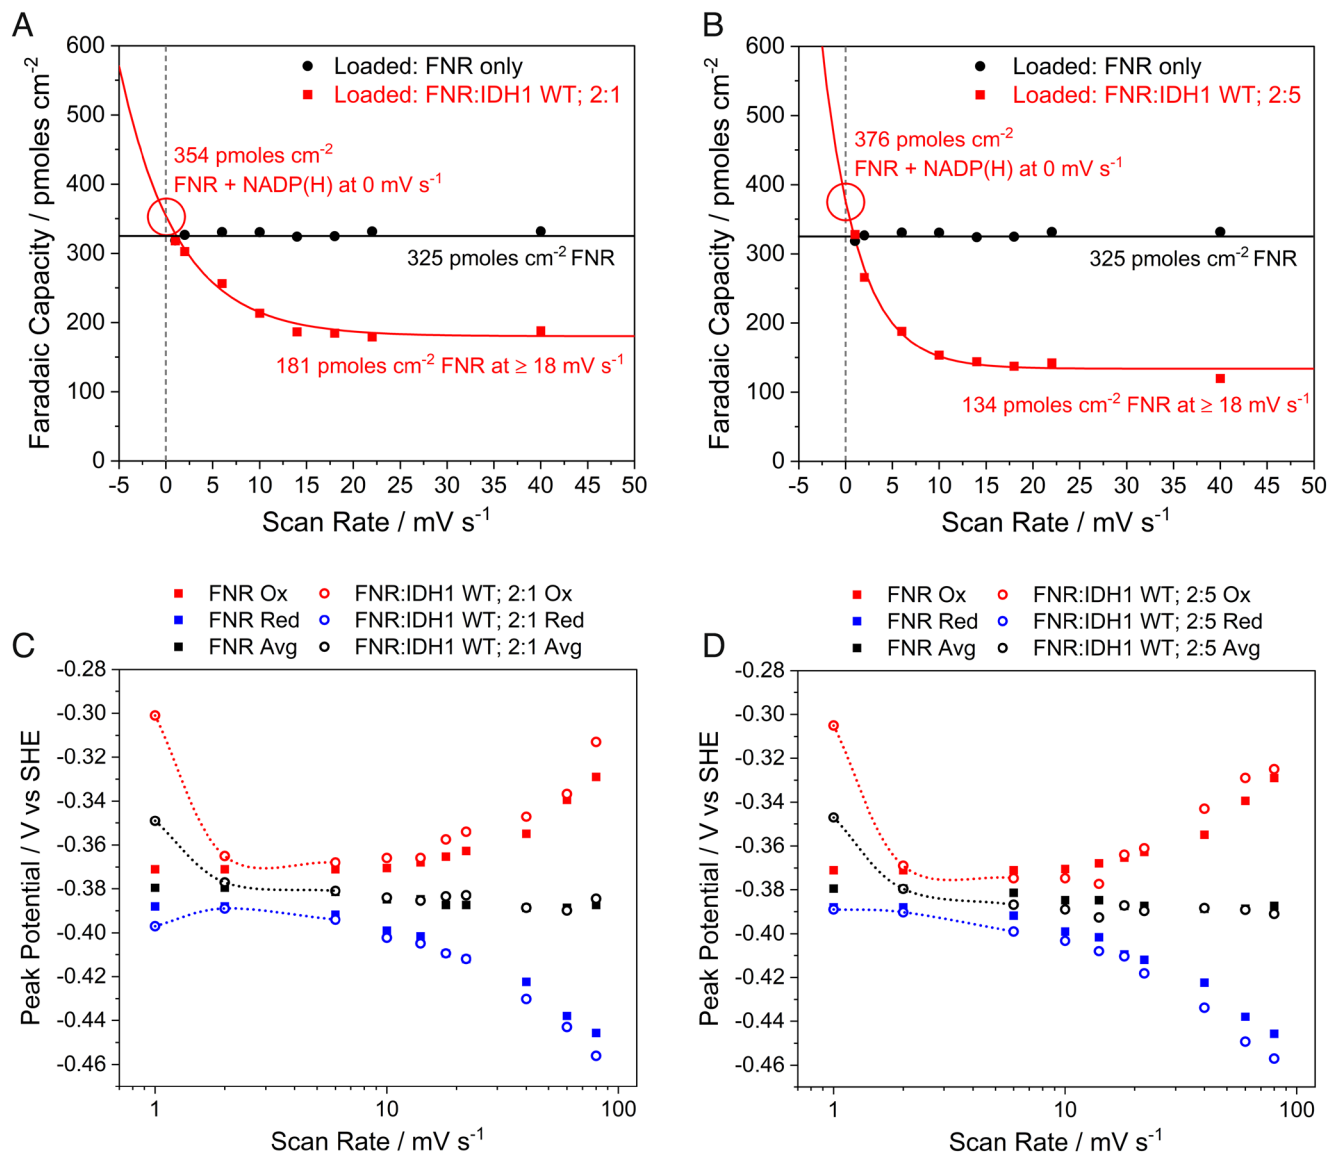 A
Faradaic Capacity / pmoles cm⁻²
600
500
400
300
200
100
0
Loaded: FNR only
Loaded: FNR:IDH1 WT; 2:1
354 pmoles cm⁻²
FNR + NADP(H) at 0 mV s⁻¹
325 pmoles cm⁻² FNR
181 pmoles cm⁻² FNR at ≥ 18 mV s⁻¹
-5 0 5 10 15 20 25 30 35 40 45 50
Scan Rate / mV s⁻¹
B
Faradaic Capacity / pmoles cm⁻²
600
500
400
300
200
100
0
Loaded: FNR only
Loaded: FNR:IDH1 WT; 2:5
376 pmoles cm⁻²
FNR + NADP(H) at 0 mV s⁻¹
325 pmoles cm⁻² FNR
134 pmoles cm⁻² FNR at ≥ 18 mV s⁻¹
-5 0 5 10 15 20 25 30 35 40 45 50
Scan Rate / mV s⁻¹
C
FNR Ox FNR:IDH1 WT; 2:1 Ox
FNR Red FNR:IDH1 WT; 2:1 Red
FNR Avg FNR:IDH1 WT; 2:1 Avg
Peak Potential / V vs SHE
-0.28
-0.30
-0.32
-0.34
-0.36
-0.38
-0.40
-0.42
-0.44
-0.46
1 10 100
Scan Rate / mV s⁻¹
D
FNR Ox FNR:IDH1 WT; 2:5 Ox
FNR Red FNR:IDH1 WT; 2:5 Red
FNR Avg FNR:IDH1 WT; 2:5 Avg
Peak Potential / V vs SHE
-0.28
-0.30
-0.32
-0.34
-0.36
-0.38
-0.40
-0.42
-0.44
-0.46
1 10 100
Scan Rate / mV s⁻¹